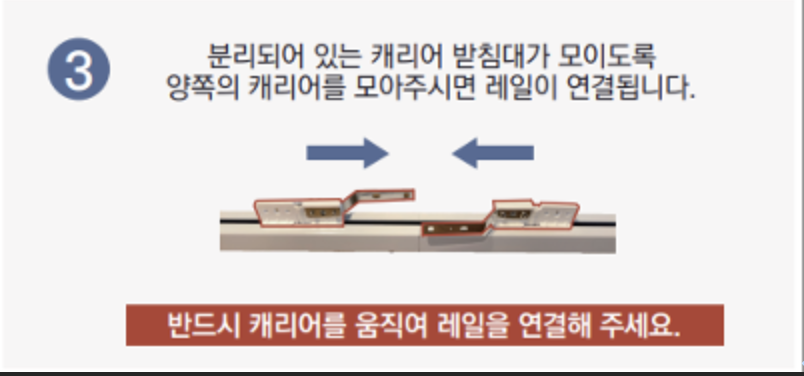 3
분리되어 있는 캐리어 받침대가 모이도록
양쪽의 캐리어를 모아주시면 레일이 연결됩니다.
반드시 캐리어를 움직여 레일을 연결해 주세요.